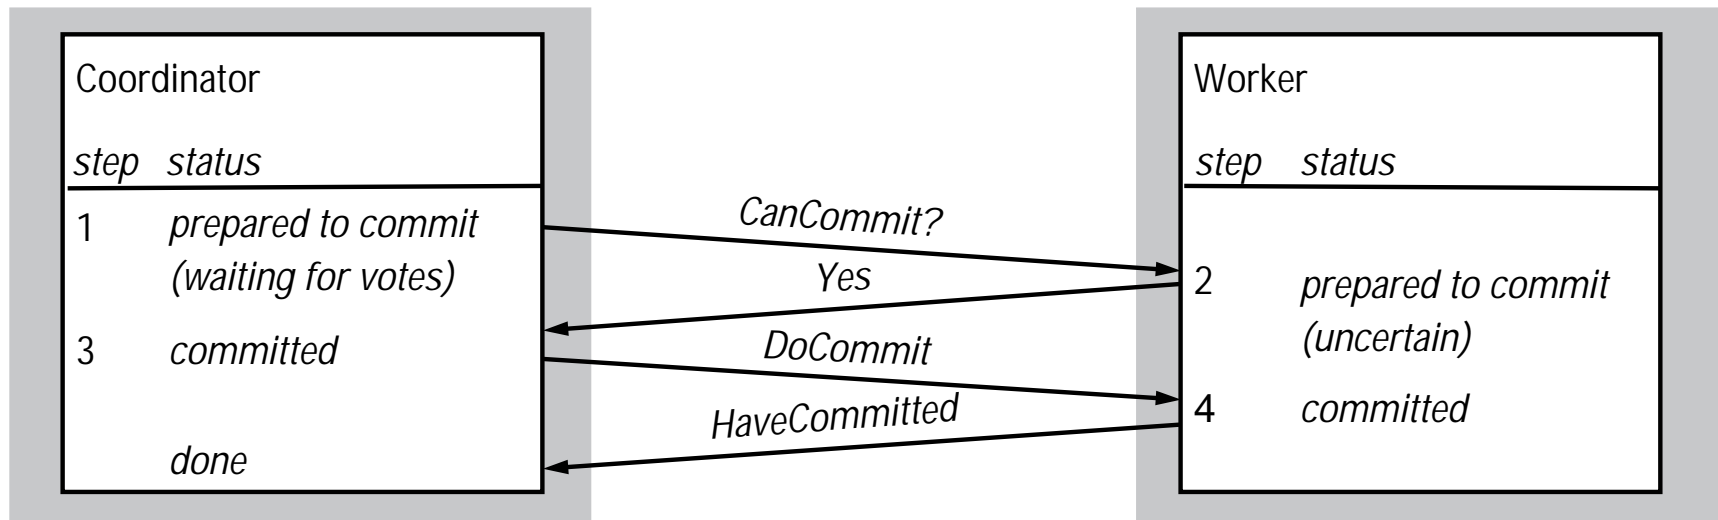 Coordinator
step status
1 prepared to commit
(waiting for votes)
3 committed
done
CanCommit?
Yes
DoCommit
HaveCommitted
Worker
step status
2 prepared to commit
(uncertain)
4 committed